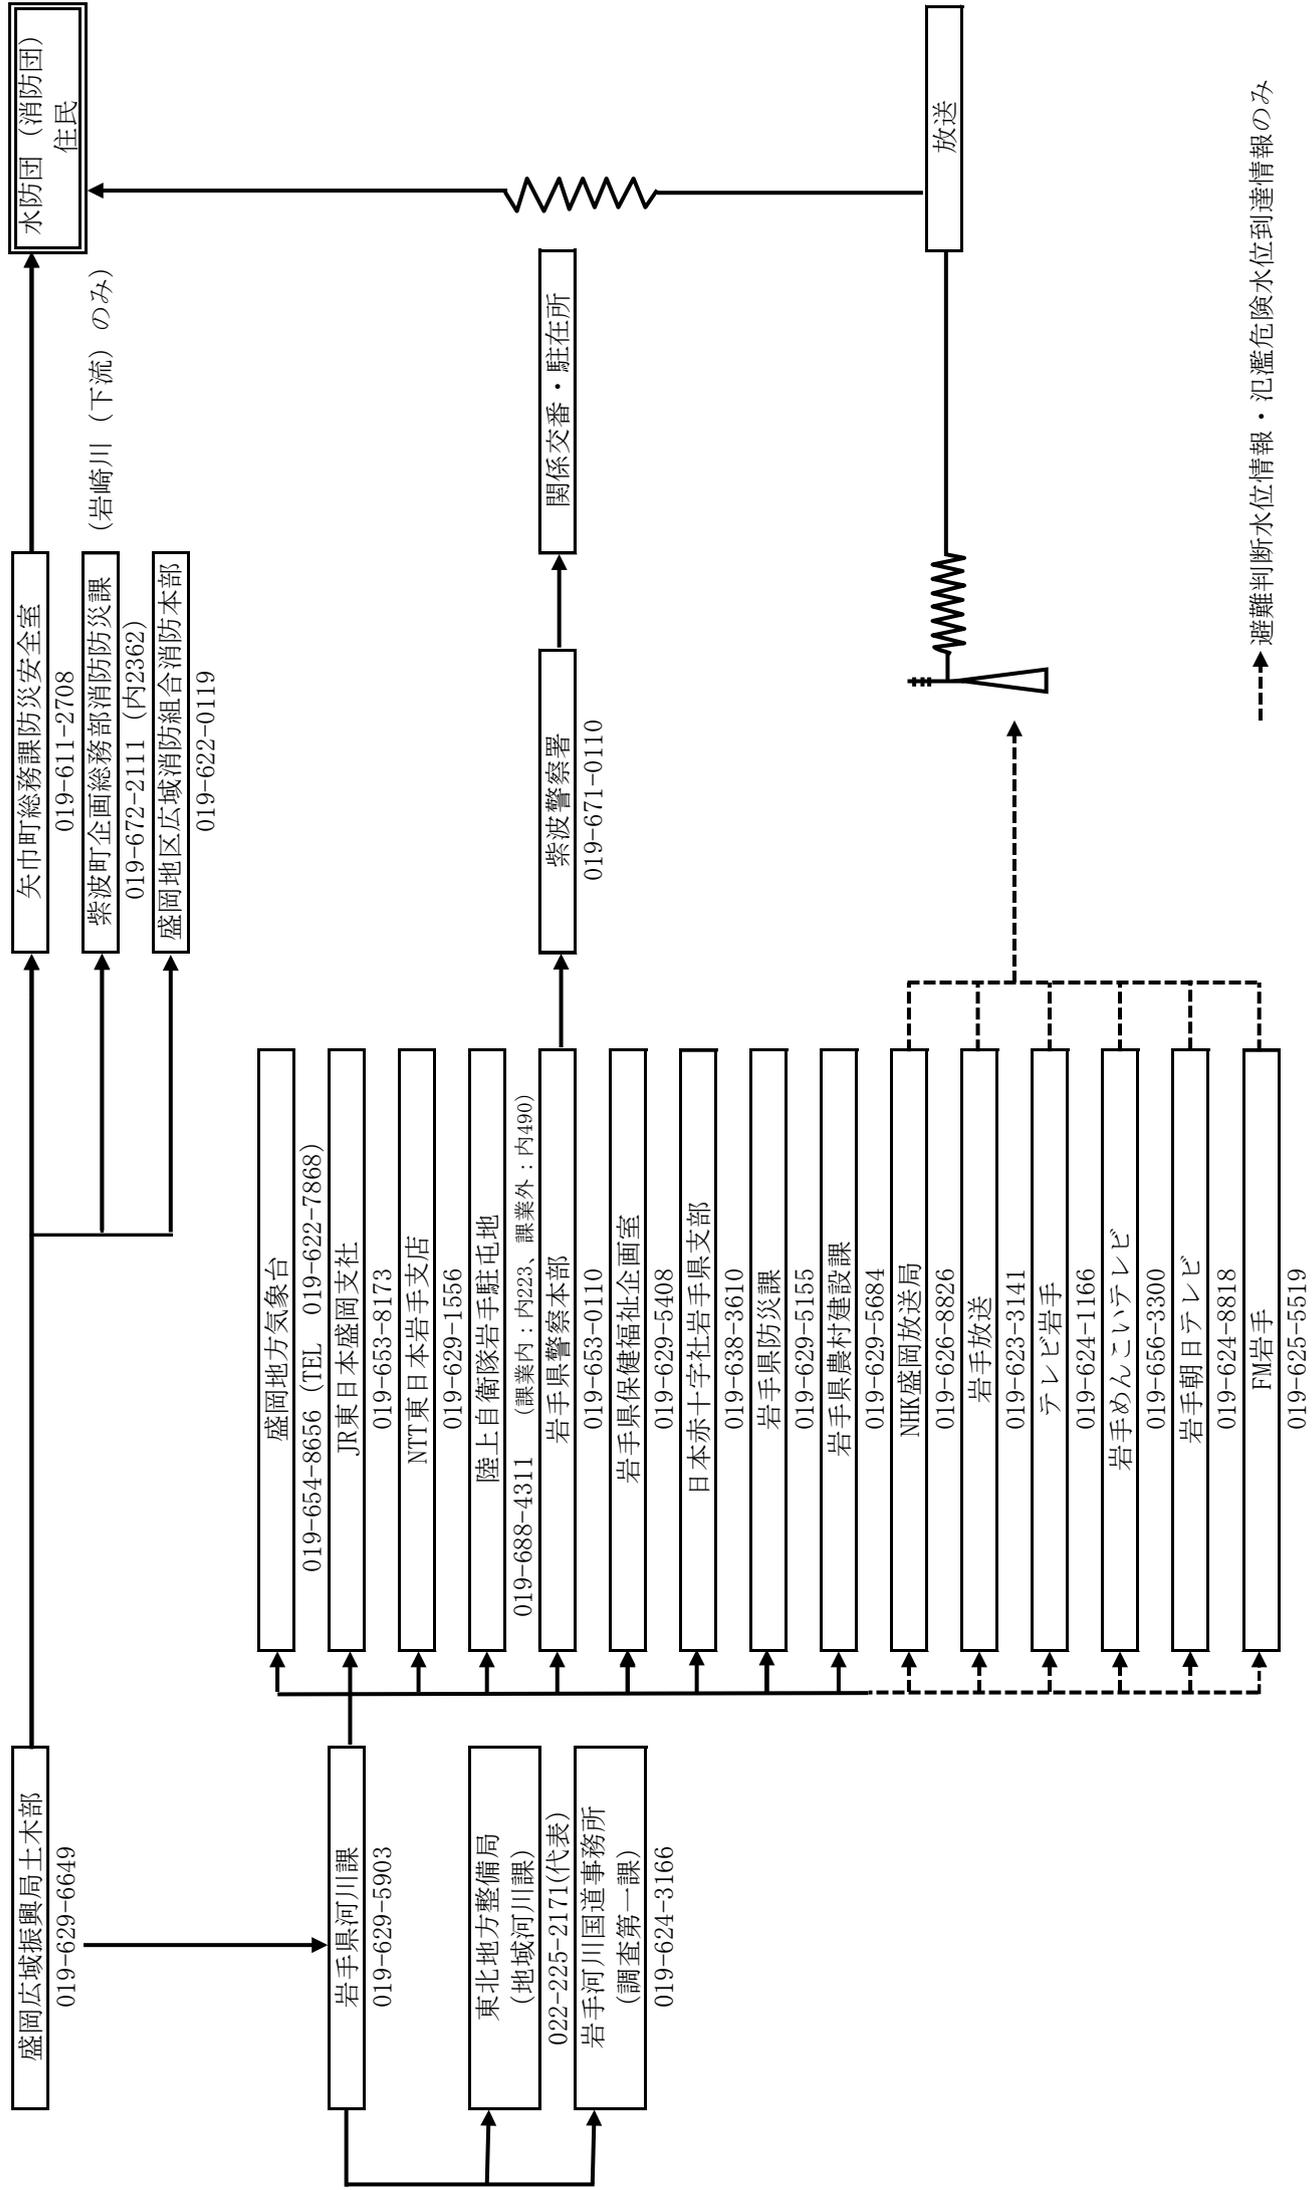 盛岡広域振興局土木部
019-629-6649
矢巾町総務課防災安全室
019-611-2708
紫波町企画総務部消防防災課
(岩崎川(下流)のみ)
019-672-2111(内2362)
盛岡地区広域消防組合消防本部
019-622-0119
水防団(消防団)
住民
岩手県河川課
019-629-5903
東北地方整備局
(地域河川課)
022-225-2171(代表)
岩手河川国道事務所
(調査第一課)
019-624-3166
盛岡地方気象台
019-654-8656(TEL 019-622-7868)
JR東日本盛岡支社
019-653-8173
NTT東日本岩手支店
019-629-1556
陸上自衛隊岩手駐屯地
019-688-4311 (課業内:内223、課業外:内490)
岩手県警察本部
019-653-0110
岩手県保健福祉企画室
019-629-5408
日本赤十字社岩手県支部
019-638-3610
岩手県防災課
019-629-5155
岩手県農村建設課
019-629-5684
NHK盛岡放送局
019-626-8826
岩手放送
019-623-3141
テレビ岩手
019-624-1166
岩手めんこいテレビ
019-656-3300
岩手朝日テレビ
019-624-8818
FM岩手
019-625-5519
紫波警察署
019-671-0110
関係交番・駐在所
放送
避難判断水位情報・氾濫危険水位到達情報のみ